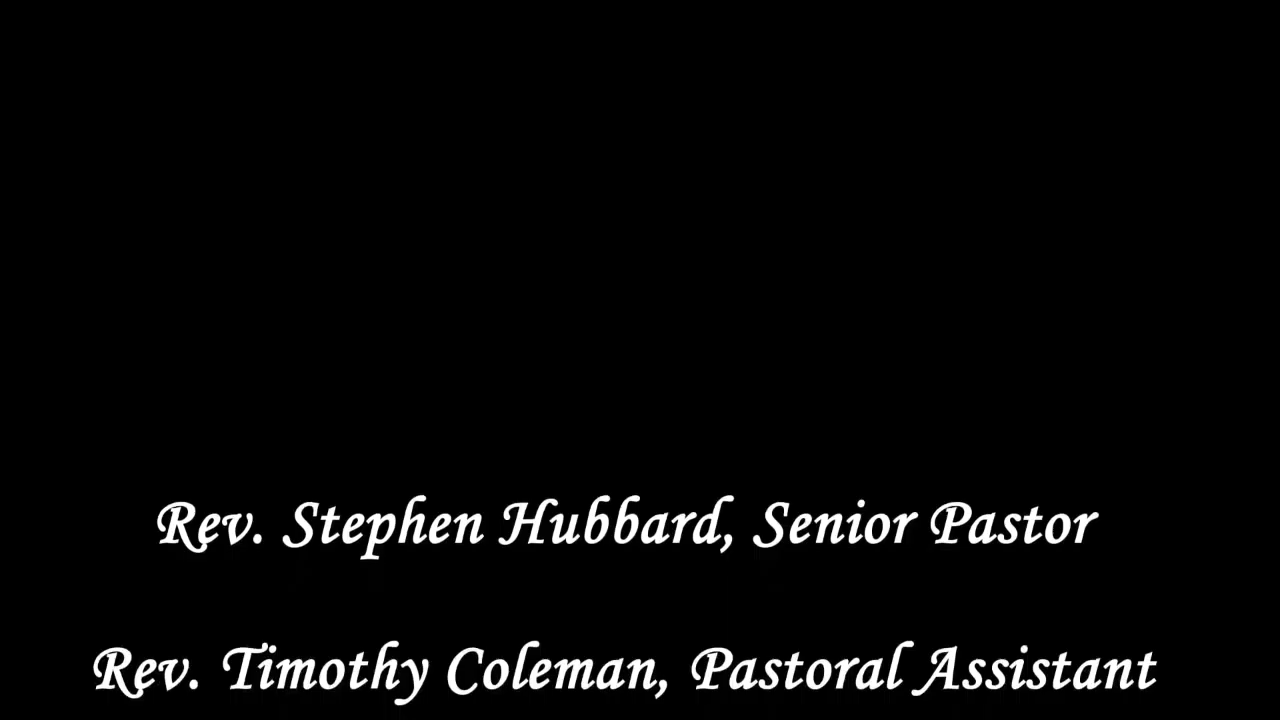 Rev. Stephen Hubbard, Senior Pastor
Rev. Timothy Coleman, Pastoral Assistant